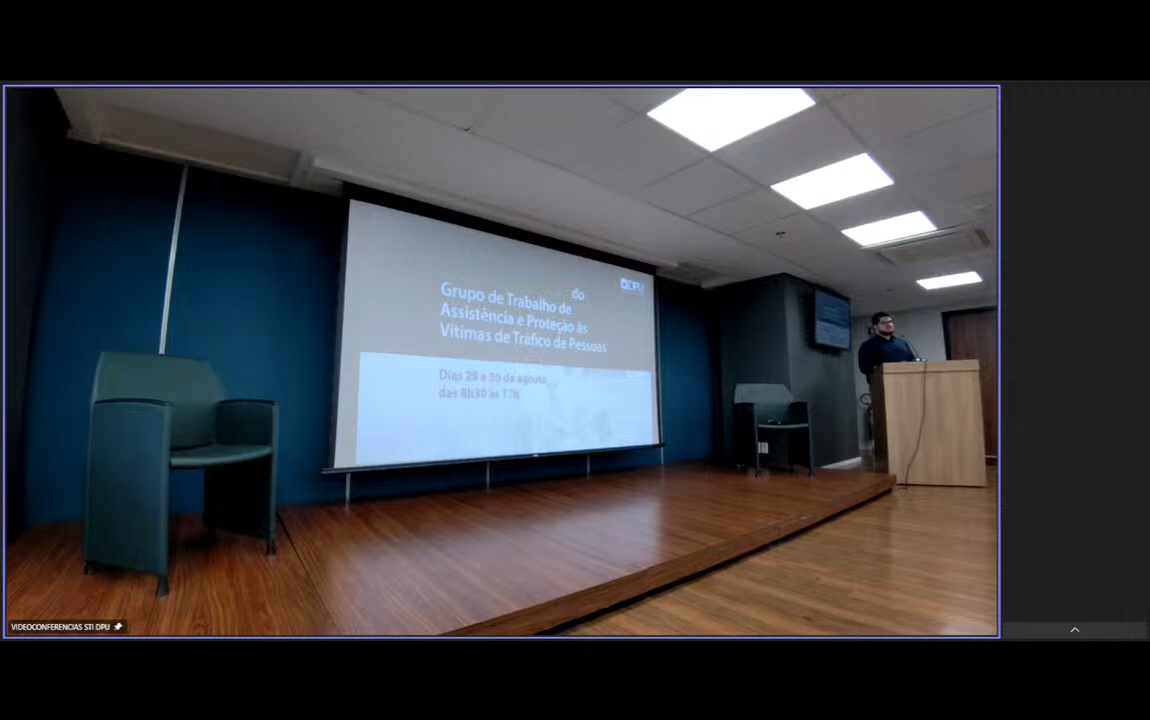 DPU
do
Grupo de Trabalho de
Assistência e Proteção às
Vítimas de Tráfico de Pessoas
Dias 29 e 30 de agosto
das 8h30 às 17h
VIDEOCONFERENCIAS STI DPU